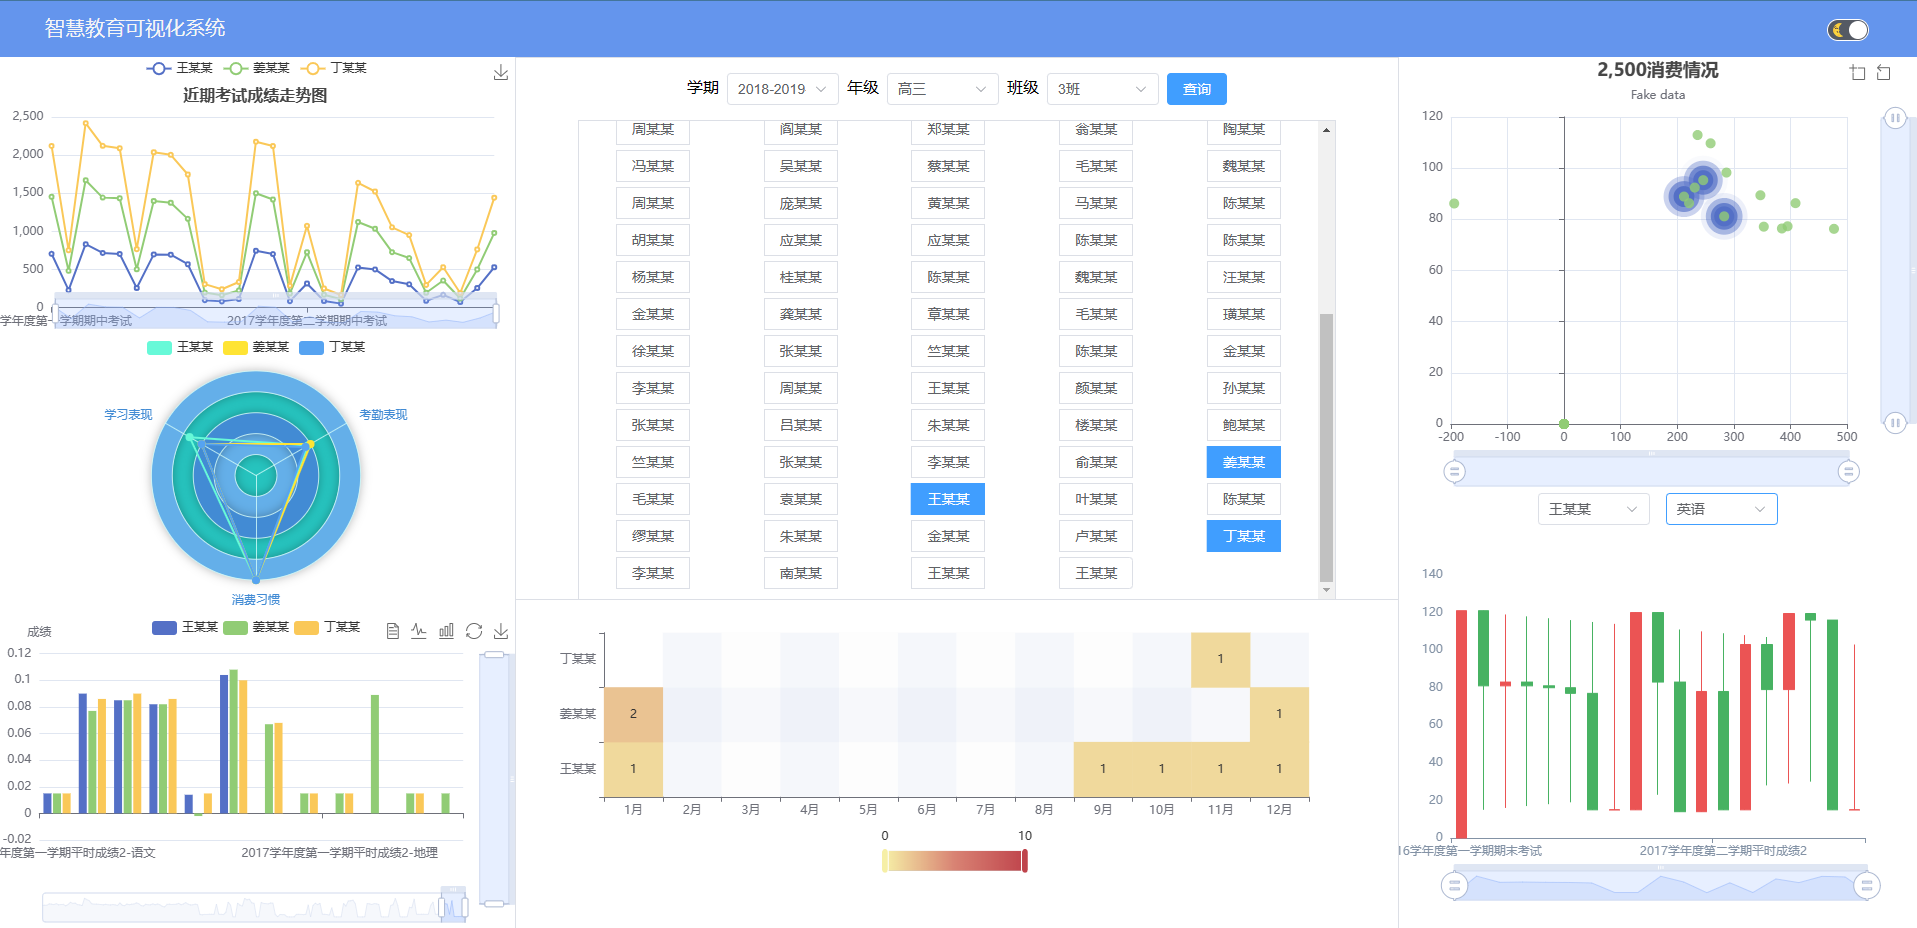 智慧教育可视化系统
王某某 姜某某 丁某某
近期考试成绩走势图
2,500
2,000
1,500
1,000
500
0
学年度第一学期期中考试 2017学年度第二学期期中考试
王某某 姜某某 丁某某
学习表现 考勤表现
消费习惯
成绩 王某某 姜某某 丁某某
0.12
0.1
0.08
0.06
0.04
0.02
0
-0.02
年度第一学期平时成绩2-语文 2017学年度第一学期平时成绩2-地理
学期 2018-2019 年级 高三 班级 3班 查询
周某某 阎某某 郑某某 翁某某 陶某某
冯某某 吴某某 蔡某某 毛某某 魏某某
周某某 庞某某 黄某某 马某某 陈某某
胡某某 应某某 应某某 陈某某 陈某某
杨某某 桂某某 陈某某 魏某某 汪某某
金某某 龚某某 章某某 毛某某 璜某某
徐某某 张某某 竺某某 陈某某 金某某
李某某 周某某 王某某 颜某某 孙某某
张某某 吕某某 朱某某 楼某某 鲍某某
竺某某 张某某 李某某 俞某某 姜某某
毛某某 袁某某 王某某 叶某某 陈某某
缪某某 朱某某 金某某 卢某某 丁某某
李某某 南某某 王某某 王某某
丁某某 1
姜某某 2 1
王某某 1 1 1 1 1
1月 2月 3月 4月 5月 6月 7月 8月 9月 10月 11月 12月
0 10
2,500消费情况
Fake data
120
100
80
60
40
20
0
-200 -100 0 100 200 300 400 500
王某某 英语
140
120
100
80
60
40
20
0
16学年度第一学期期末考试 2017学年度第二学期平时成绩2